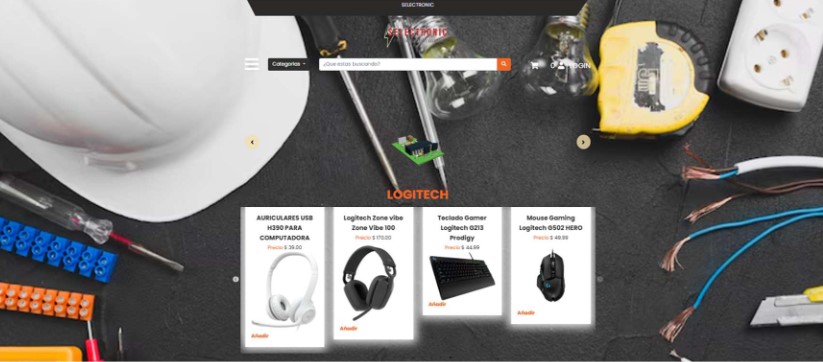 SELECTRONIC
SELECTRONIC
Categorías
¿Que estas buscando?
0 LOGIN
LOGITECH
AURICULARES USB
H390 PARA
COMPUTADORA
Precio $ 39.00
Añadir
Logitech Zone vibe
Zone Vibe 100
Precio $ 170.00
Añadir
Teclado Gamer
Logitech G213
Prodigy
Precio $ 44.99
Añadir
Mouse Gaming
Logitech G502 HERO
Precio $ 49.99
Añadir